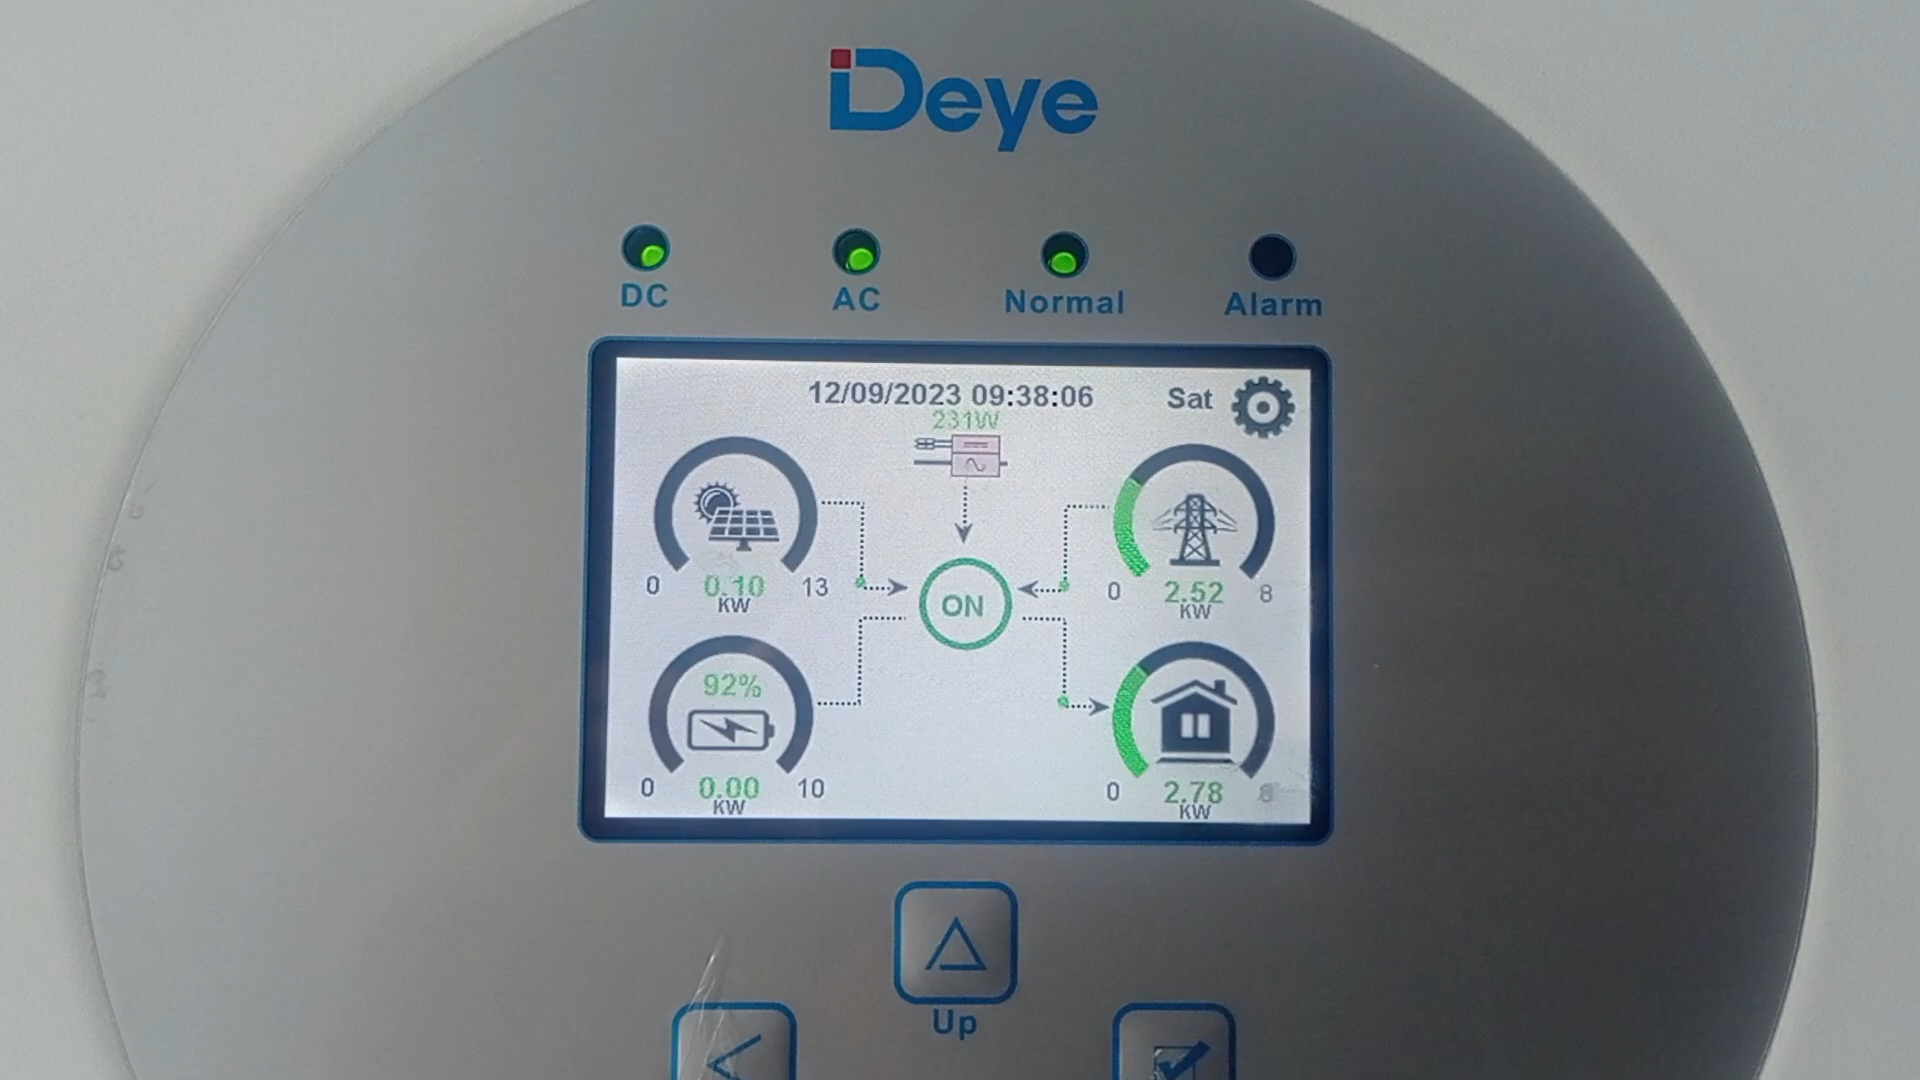 Deye
DC AC Normal Alarm
12/09/2023 09:38:06 Sat
231W
0 0.10 13
KW
0 2.52 8
KW
ON
92%
0 0.00 10
KW
0 2.78 8
KW
Up